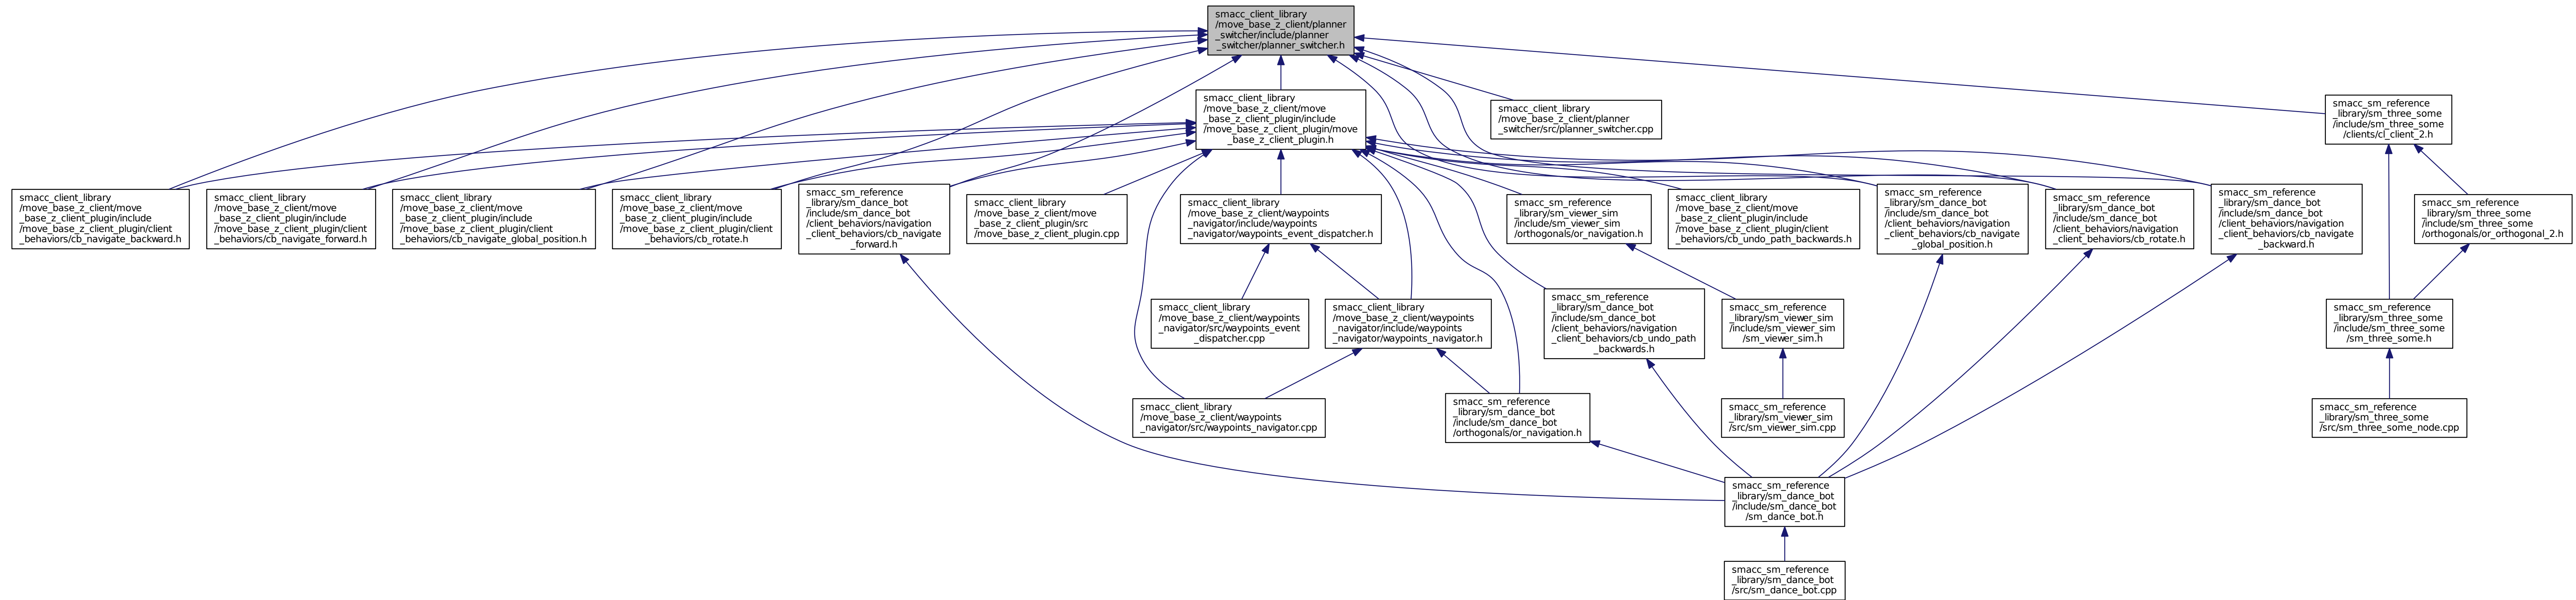 smacc_client_library
/move_base_z_client/planner
_switcher/include/planner
_switcher/planner_switcher.h
smacc_client_library
/move_base_z_client/move
_base_z_client_plugin/include
/move_base_z_client_plugin/move
_base_z_client_plugin.h
smacc_client_library
/move_base_z_client/planner
_switcher/src/planner_switcher.cpp
smacc_sm_reference
_library/sm_three_some
/include/sm_three_some
/clients/cl_client_2.h
smacc_client_library
/move_base_z_client/move
_base_z_client_plugin/include
/move_base_z_client_plugin/client
_behaviors/cb_navigate_backward.h
smacc_client_library
/move_base_z_client/move
_base_z_client_plugin/include
/move_base_z_client_plugin/client
_behaviors/cb_navigate_forward.h
smacc_client_library
/move_base_z_client/move
_base_z_client_plugin/include
/move_base_z_client_plugin/client
_behaviors/cb_navigate_global_position.h
smacc_client_library
/move_base_z_client/move
_base_z_client_plugin/include
/move_base_z_client_plugin/client
_behaviors/cb_rotate.h
smacc_sm_reference
_library/sm_dance_bot
/include/sm_dance_bot
/client_behaviors/navigation
_client_behaviors/cb_navigate
_forward.h
smacc_client_library
/move_base_z_client/move
_base_z_client_plugin/src
/move_base_z_client_plugin.cpp
smacc_client_library
/move_base_z_client/waypoints
_navigator/include/waypoints
_navigator/waypoints_event_dispatcher.h
smacc_sm_reference
_library/sm_viewer_sim
/include/sm_viewer_sim
/orthogonals/or_navigation.h
smacc_client_library
/move_base_z_client/move
_base_z_client_plugin/include
/move_base_z_client_plugin/client
_behaviors/cb_undo_path_backwards.h
smacc_sm_reference
_library/sm_dance_bot
/include/sm_dance_bot
/client_behaviors/navigation
_client_behaviors/cb_navigate
_global_position.h
smacc_sm_reference
_library/sm_dance_bot
/include/sm_dance_bot
/client_behaviors/navigation
_client_behaviors/cb_rotate.h
smacc_sm_reference
_library/sm_dance_bot
/include/sm_dance_bot
/client_behaviors/navigation
_client_behaviors/cb_navigate
_backward.h
smacc_sm_reference
_library/sm_three_some
/include/sm_three_some
/orthogonals/or_orthogonal_2.h
smacc_client_library
/move_base_z_client/waypoints
_navigator/src/waypoints_event
_dispatcher.cpp
smacc_client_library
/move_base_z_client/waypoints
_navigator/include/waypoints
_navigator/waypoints_navigator.h
smacc_sm_reference
_library/sm_dance_bot
/include/sm_dance_bot
/client_behaviors/navigation
_client_behaviors/cb_undo_path
_backwards.h
smacc_sm_reference
_library/sm_viewer_sim
/include/sm_viewer_sim
/sm_viewer_sim.h
smacc_sm_reference
_library/sm_three_some
/include/sm_three_some
/sm_three_some.h
smacc_client_library
/move_base_z_client/waypoints
_navigator/src/waypoints_navigator.cpp
smacc_sm_reference
_library/sm_dance_bot
/include/sm_dance_bot
/orthogonals/or_navigation.h
smacc_sm_reference
_library/sm_viewer_sim
/src/sm_viewer_sim.cpp
smacc_sm_reference
_library/sm_three_some
/src/sm_three_some_node.cpp
smacc_sm_reference
_library/sm_dance_bot
/include/sm_dance_bot
/sm_dance_bot.h
smacc_sm_reference
_library/sm_dance_bot
/src/sm_dance_bot.cpp